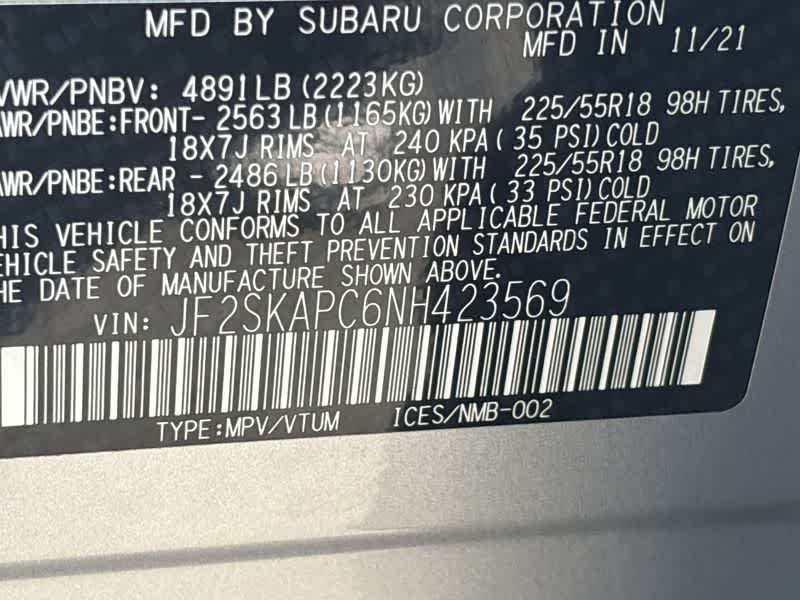 MFD BY SUBARU CORPORATION
MFD IN 11/21
VWR/PNBV: 4891LB (2223KG)
AWR/PNBE:FRONT- 2563 LB(1165KG)WITH 225/55R18 98H TIRES,
18X7J RIMS AT 240 KPA( 35 PSI)COLD
AWR/PNBE:REAR - 2486 LB(1130KG)WITH 225/55R18 98H TIRES,
18X7J RIMS AT 230 KPA( 33 PSI)COLD
HIS VEHICLE CONFORMS TO ALL APPLICABLE FEDERAL MOTOR
EHICLE SAFETY AND THEFT PREVENTION STANDARDS IN EFFECT ON
HE DATE OF MANUFACTURE SHOWN ABOVE.
VIN: JF2SKAPC6NH423569
TYPE:MPV/VTUM ICES/NMB-002